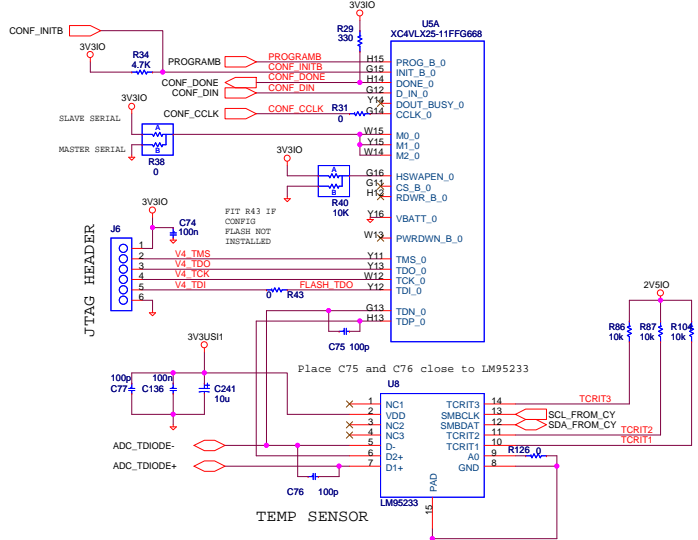 3V3IO
CONF_INITB
R29
330
U5A
XC4VLX25-11FFG668
3V3IO
R34
4.7K
PROGRAMB
PROGRAMB
H15
PROG_B_0
CONF_INITB
G15
INIT_B_0
CONF_DONE
CONF_DONE
H14
DONE_0
CONF_DIN
CONF_DIN
G12
D_IN_0
Y14
DOUT_BUSY_0
CONF_CCLK
CONF_CCLK
R31
0
G14
CCLK_0
3V3IO
SLAVE SERIAL
A
B
MASTER SERIAL
R38
0
W15
M0_0
Y15
M1_0
W14
M2_0
3V3IO
A
B
R40
10K
G16
HSWAPEN_0
G11
CS_B_0
H12
RDWR_B_0
Y16
VBATT_0
W13
PWRDWN_B_0
3V3IO
J6
C74
100n
FIT R43 IF
CONFIG
FLASH NOT
INSTALLED
JTAG HEADER
1
2
V4_TMS
Y11
TMS_0
3
V4_TDO
Y13
TDO_0
4
V4_TCK
W12
TCK_0
5
V4_TDI
0
R43
FLASH_TDO
Y12
TDI_0
6
G13
TDN_0
H13
TDP_0
C75
100p
2V5IO
R86
10k
R87
10k
R104
10k
3V3USI1
Place C75 and C76 close to LM95233
100p
C77
100n
C136
C241
10u
U8
1
NC1
2
VDD
3
NC2
4
NC3
5
D-
6
D2+
7
D1+
TCRIT3
14
TCRIT3
SMBCLK
13
SCL_FROM_CY
SMBDAT
12
SDA_FROM_CY
TCRIT2
11
TCRIT2
TCRIT1
10
TCRIT1
A0
9
R126
0
GND
8
PAD
15
LM95233
ADC_TDIODE-
ADC_TDIODE+
C76
100p
TEMP SENSOR